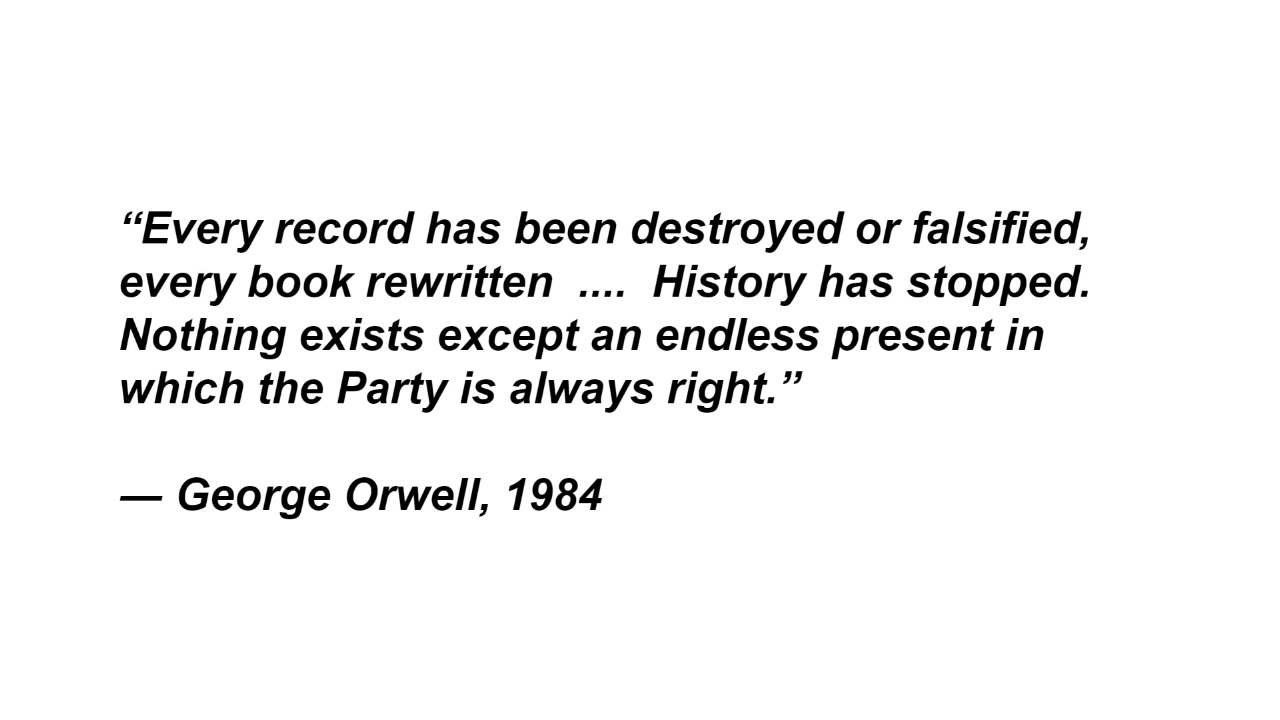 “Every record has been destroyed or falsified,
every book rewritten  ....  History has stopped.
Nothing exists except an endless present in
which the Party is always right.”
— George Orwell, 1984